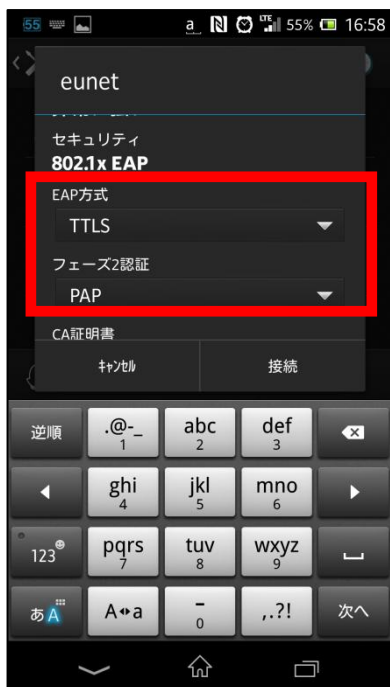 55 a LTE 55% 16:58
eunet
セキュリティ
802.1x EAP
EAP方式
TTLS
フェーズ2認証
PAP
CA証明書
ｷｬﾝｾﾙ 接続
逆順 .@-_ 1 abc 2 def 3
ghi 4 jkl 5 mno 6
123 pqrs 7 tuv 8 wxyz 9
あA A⇔a - 0 ,.?! 次へ